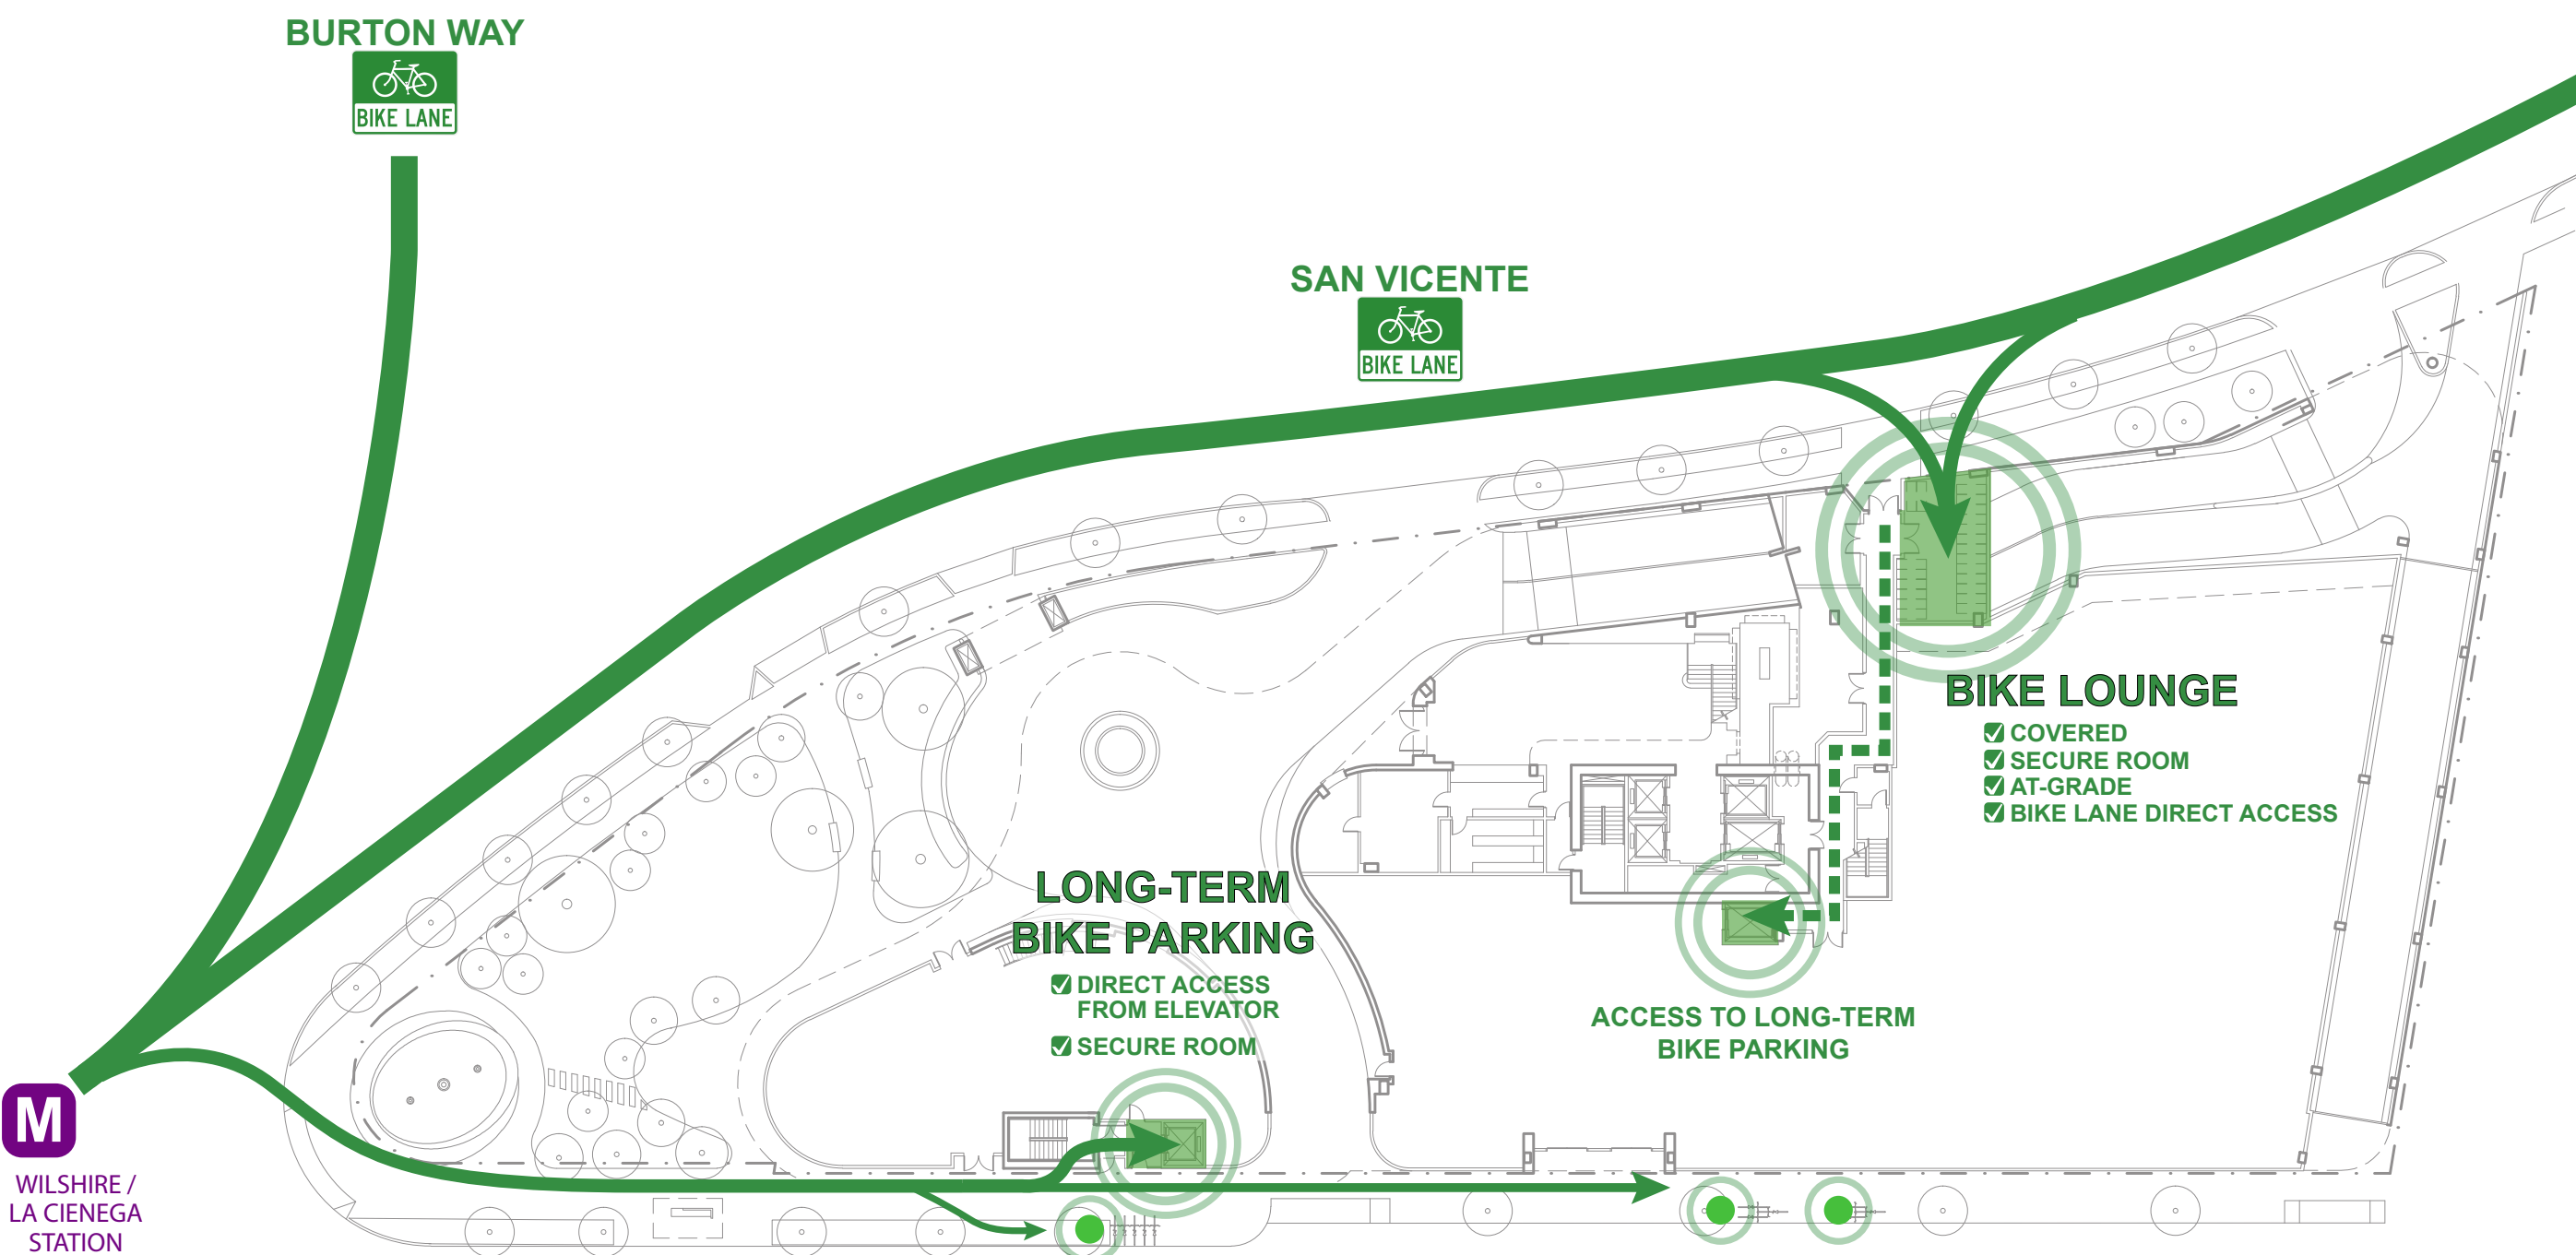 BURTON WAY
BIKE LANE
SAN VICENTE
BIKE LANE
BIKE LOUNGE
COVERED
SECURE ROOM
AT-GRADE
BIKE LANE DIRECT ACCESS
LONG-TERM
BIKE PARKING
DIRECT ACCESS
FROM ELEVATOR
SECURE ROOM
ACCESS TO LONG-TERM
BIKE PARKING
M
WILSHIRE /
LA CIENEGA
STATION